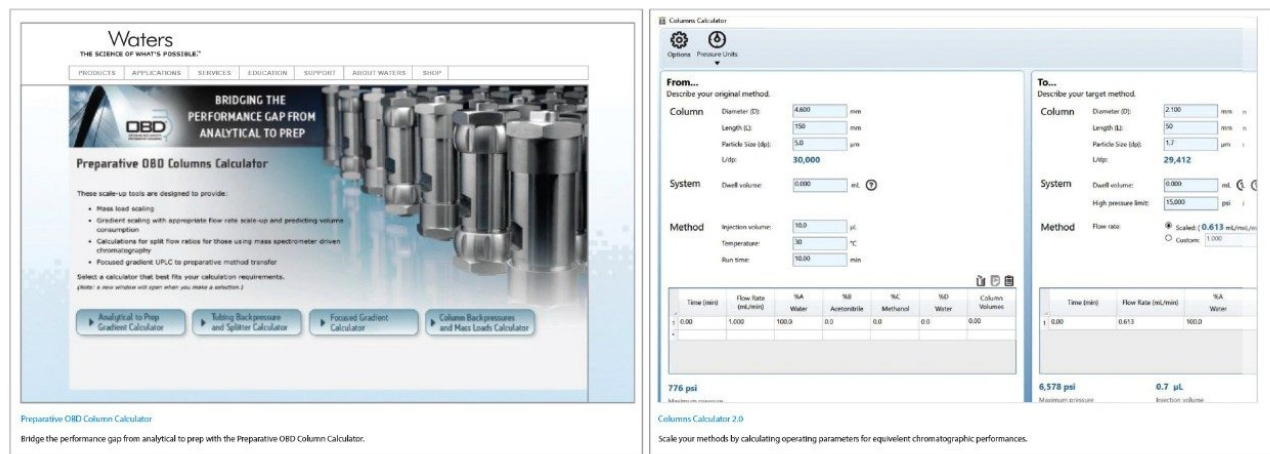 Waters
THE SCIENCE OF WHAT'S POSSIBLE.™
PRODUCTS APPLICATIONS SERVICES EDUCATION SUPPORT ABOUT WATERS SHOP
OBD
BRIDGING THE
PERFORMANCE GAP FROM
ANALYTICAL TO PREP
Preparative OBD Columns Calculator
These scale-up tools are designed to provide:
• Mass load scaling
• Gradient scaling with appropriate flow rate scale-up and predicting volume
consumption
• Calculations for split flow ratios for those using mass spectrometer driven
chromatography
• Focused gradient UPLC to preparative method transfer
Select a calculator that best fits your calculation requirements.
(Note: a new window will open when you make a selection.)
Analytical to Prep
Gradient Calculator
Tubing Backpressure
and Splitter Calculator
Focused Gradient
Calculator
Column Backpressures
and Mass Loads Calculator
Preparative OBD Column Calculator
Bridge the performance gap from analytical to prep with the Preparative OBD Column Calculator.
Columns Calculator
Options Pressure Units
From...
Describe your original method.
Column Diameter (D): 4.600 mm
Length (L): 150 mm
Particle Size (dp): 5.0 µm
L/dp: 30,000
System Dwell volume: 0.000 mL ?
Method Injection volume: 10.0 µL
Temperature: 30 °C
Run time: 10.00 min
Time (min) Flow Rate (mL/min) %A Water %B Acetonitrile %C Methanol %D Water Column Volumes
1 0.00 1.000 100.0 0.0 0.0 0.0 0.00
776 psi
Maximum pressure
To...
Describe your target method.
Column Diameter (D): 2.100 mm
Length (L): 50 mm
Particle Size (dp): 1.7 µm
L/dp: 29,412
System Dwell volume: 0.000 mL
High pressure limit: 15,000 psi
Method Flow rate: Scaled: ( 0.613 mL/
Custom: 1.000
Time (min) Flow Rate (mL/min) %A Water
1 0.00 0.613 100.0
6,578 psi 0.7 µL
Maximum pressure Injection volume
Columns Calculator 2.0
Scale your methods by calculating operating parameters for equivelent chromatographic performances.